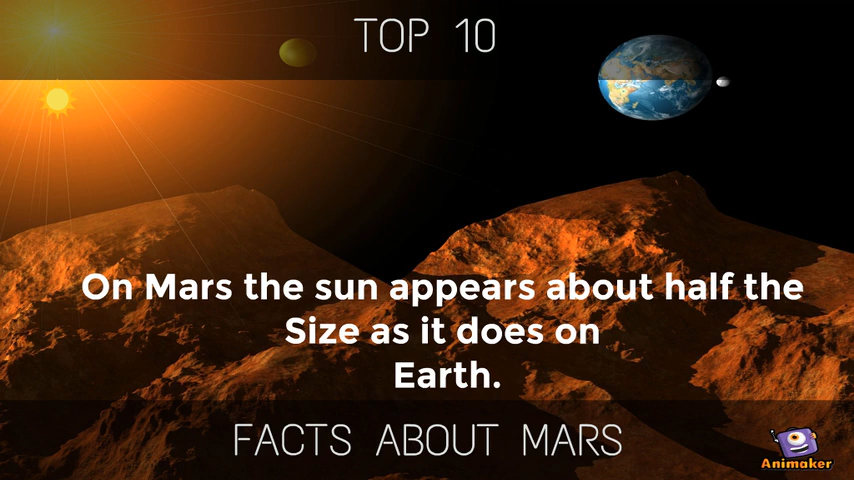 TOP 10
On Mars the sun appears about half the
Size as it does on
Earth.
FACTS ABOUT MARS
Animaker